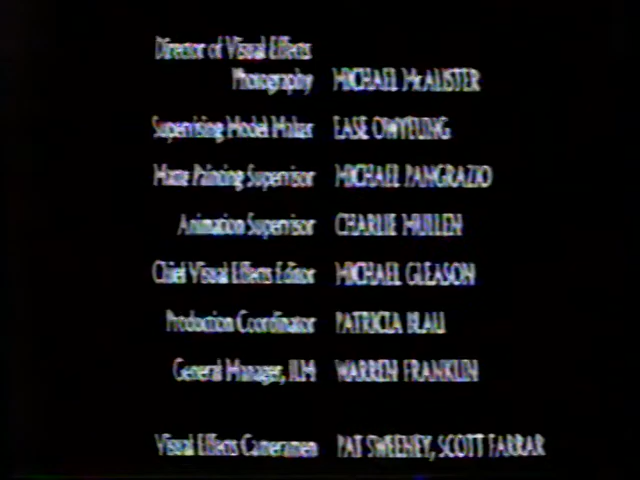 Director of Visual Effects
Photography MICHAEL McALISTER
Supervising Model Maker EASE OWYEUNG
Matte Painting Supervisor MICHAEL PANGRAZIO
Animation Supervisor CHARLIE MULLEN
Chief Visual Effects Editor MICHAEL GLEASON
Production Coordinator PATRICIA BLAU
General Manager, ILM WARREN FRANKLIN
Visual Effects Cameramen PAT SWEENEY, SCOTT FARRAR